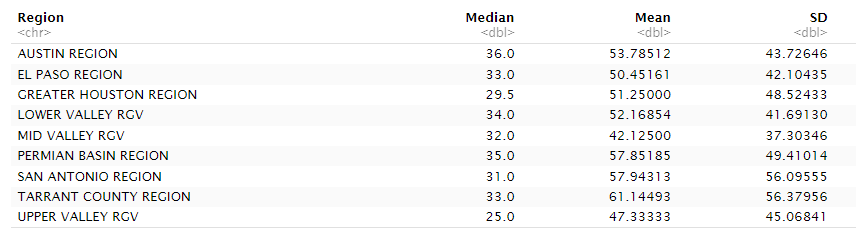 Region Median Mean SD
<chr> <dbl> <dbl> <dbl>
AUSTIN REGION 36.0 53.78512 43.72646
EL PASO REGION 33.0 50.45161 42.10435
GREATER HOUSTON REGION 29.5 51.25000 48.52433
LOWER VALLEY RGV 34.0 52.16854 41.69130
MID VALLEY RGV 32.0 42.12500 37.30346
PERMIAN BASIN REGION 35.0 57.85185 49.41014
SAN ANTONIO REGION 31.0 57.94313 56.09555
TARRANT COUNTY REGION 33.0 61.14493 56.37956
UPPER VALLEY RGV 25.0 47.33333 45.06841